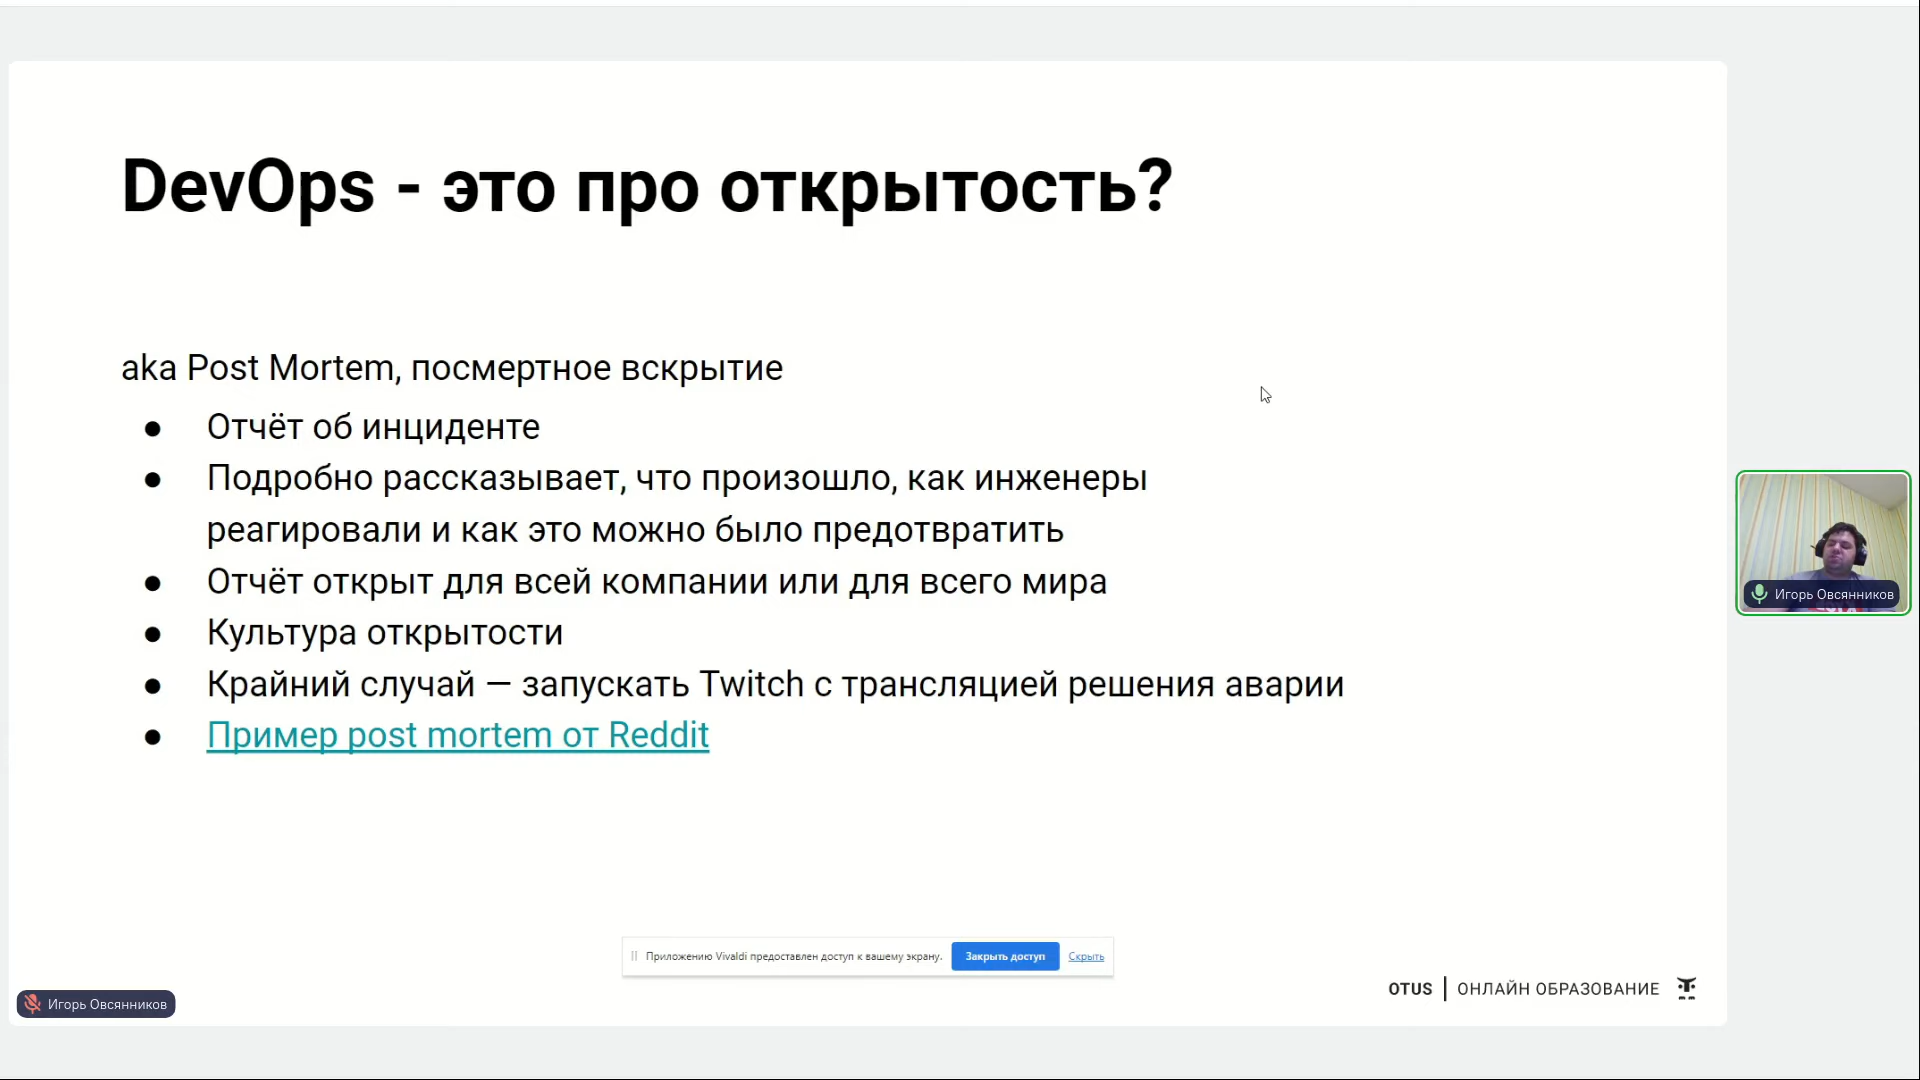 DevOps - это про открытость?
aka Post Mortem, посмертное вскрытие
● Отчёт об инциденте
● Подробно рассказывает, что произошло, как инженеры
реагировали и как это можно было предотвратить
● Отчёт открыт для всей компании или для всего мира
● Культура открытости
● Крайний случай — запускать Twitch с трансляцией решения аварии
● Пример post mortem от Reddit
Игорь Овсянников
Приложению Vivaldi предоставлен доступ к вашему экрану. Закрыть доступ Скрыть
OTUS | ОНЛАЙН ОБРАЗОВАНИЕ
Игорь Овсянников